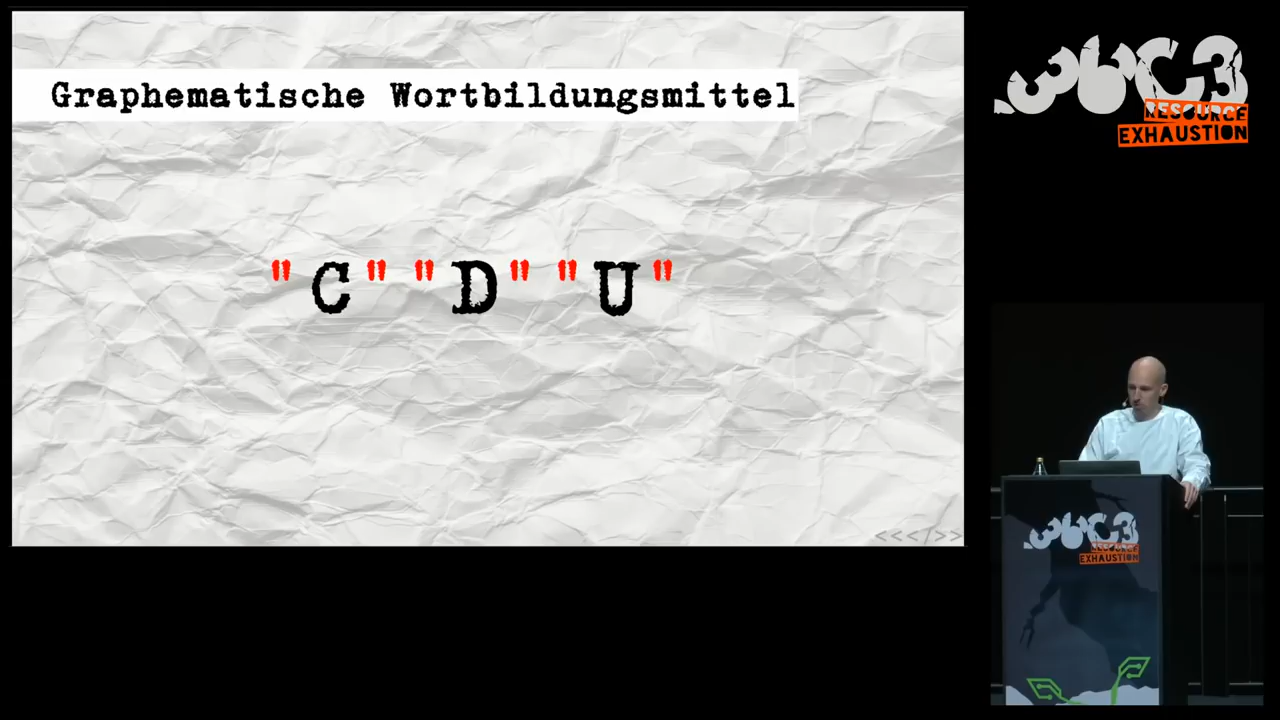 Graphematische Wortbildungsmittel
"C" "D" "U"
<<</>>
36C3
RESOURCE
EXHAUSTION
36C3
RESOURCE
EXHAUSTION